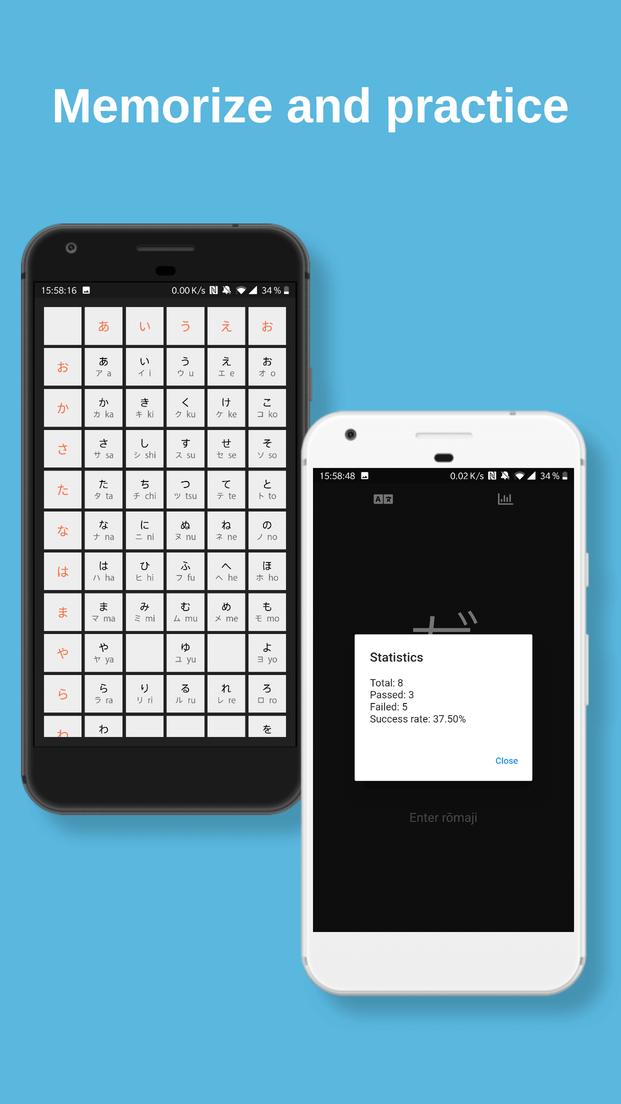 Memorize and practice
15:58:16 0.00 K/s 34 %
あ い う え お
お あ い う え お
ア a イ i ウ u エ e オ o
か か き く け こ
カ ka キ ki ク ku ケ ke コ ko
さ さ し す せ そ
サ sa シ shi ス su セ se ソ so
た た ち つ て と
タ ta チ chi ツ tsu テ te ト to
な な に ぬ ね の
ナ na ニ ni ヌ nu ネ ne ノ no
は は ひ ふ へ ほ
ハ ha ヒ hi フ fu ヘ he ホ ho
ま ま み む め も
マ ma ミ mi ム mu メ me モ mo
や や ゆ よ
ヤ ya ユ yu ヨ yo
ら ら り る れ ろ
ラ ra リ ri ル ru レ re ロ ro
わ わ を
15:58:48 0.02 K/s 34 %
Statistics
Total: 8
Passed: 3
Failed: 5
Success rate: 37.50%
Close
Enter rōmaji